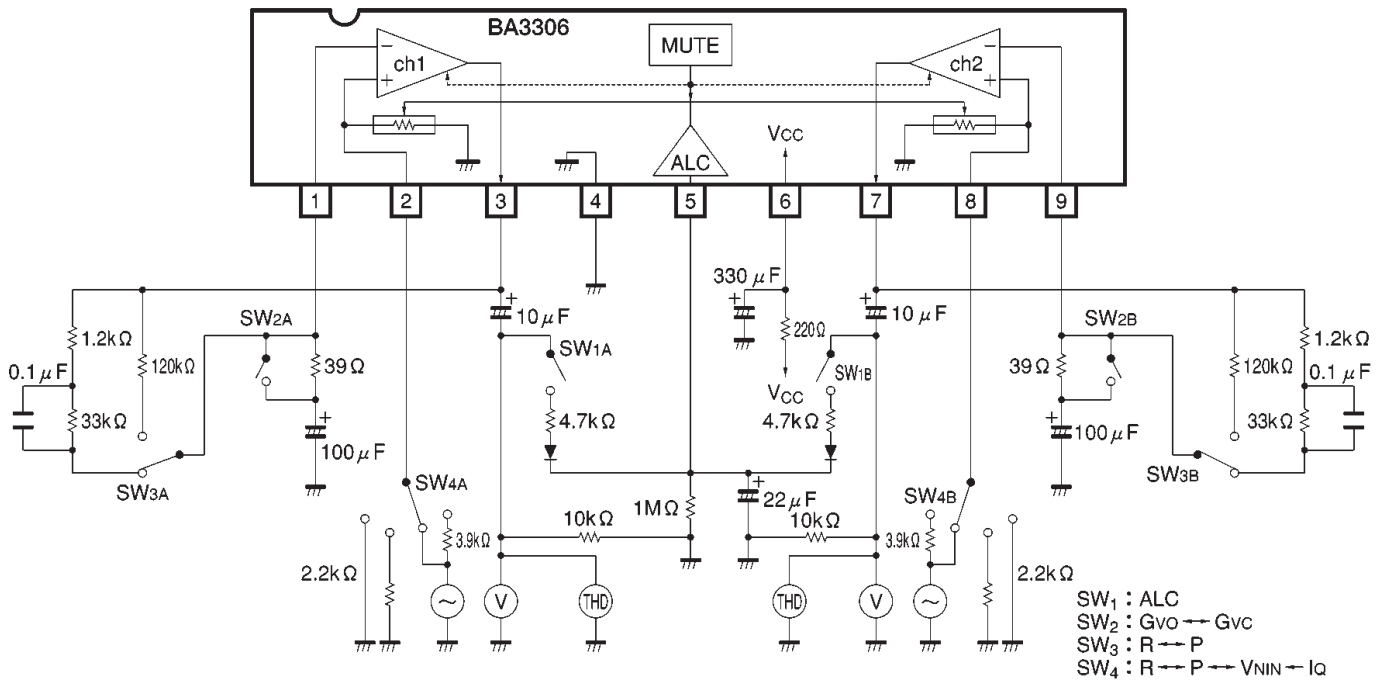 BA3306
MUTE
ch1
ch2
−
+
−
+
ALC
VCC
1
2
3
4
5
6
7
8
9
330 μF
+
+
10 μF
220Ω
VCC
+
10 μF
SW2A
SW1A
SW1B
SW2B
1.2kΩ
120kΩ
39Ω
39Ω
120kΩ
1.2kΩ
0.1 μF
0.1 μF
33kΩ
4.7kΩ
4.7kΩ
33kΩ
+
100 μF
+
100 μF
SW3A
SW3B
SW4A
+
22 μF
SW4B
1MΩ
10kΩ
10kΩ
3.9kΩ
3.9kΩ
2.2kΩ
2.2kΩ
~
V
THD
THD
V
~
SW1 : ALC
SW2 : GVO ↔ GVC
SW3 : R ↔ P
SW4 : R ↔ P ↔ VNIN ← IQ